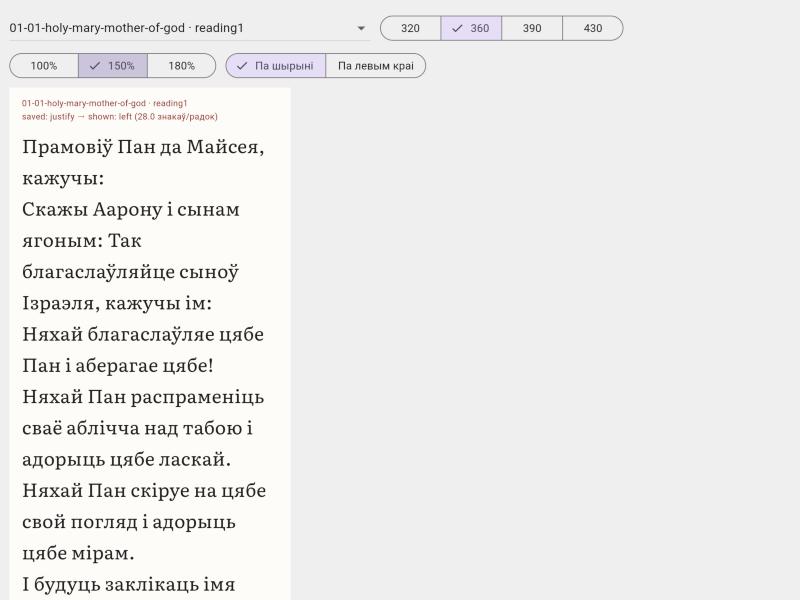 01-01-holy-mary-mother-of-god · reading1
320
360
390
430
100%
150%
180%
Па шырыні
Па левым краі
01-01-holy-mary-mother-of-god · reading1
saved: justify → shown: left (28.0 знакаў/радок)
Прамовіў Пан да Майсея,
кажучы:
Скажы Аарону і сынам
ягоным: Так
благаслаўляйце сыноў
Ізраэля, кажучы ім:
Няхай благаслаўляе цябе
Пан і аберагае цябе!
Няхай Пан распраменіць
сваё аблічча над табою і
адорыць цябе ласкай.
Няхай Пан скіруе на цябе
свой погляд і адорыць
цябе мірам.
І будуць заклікаць імя